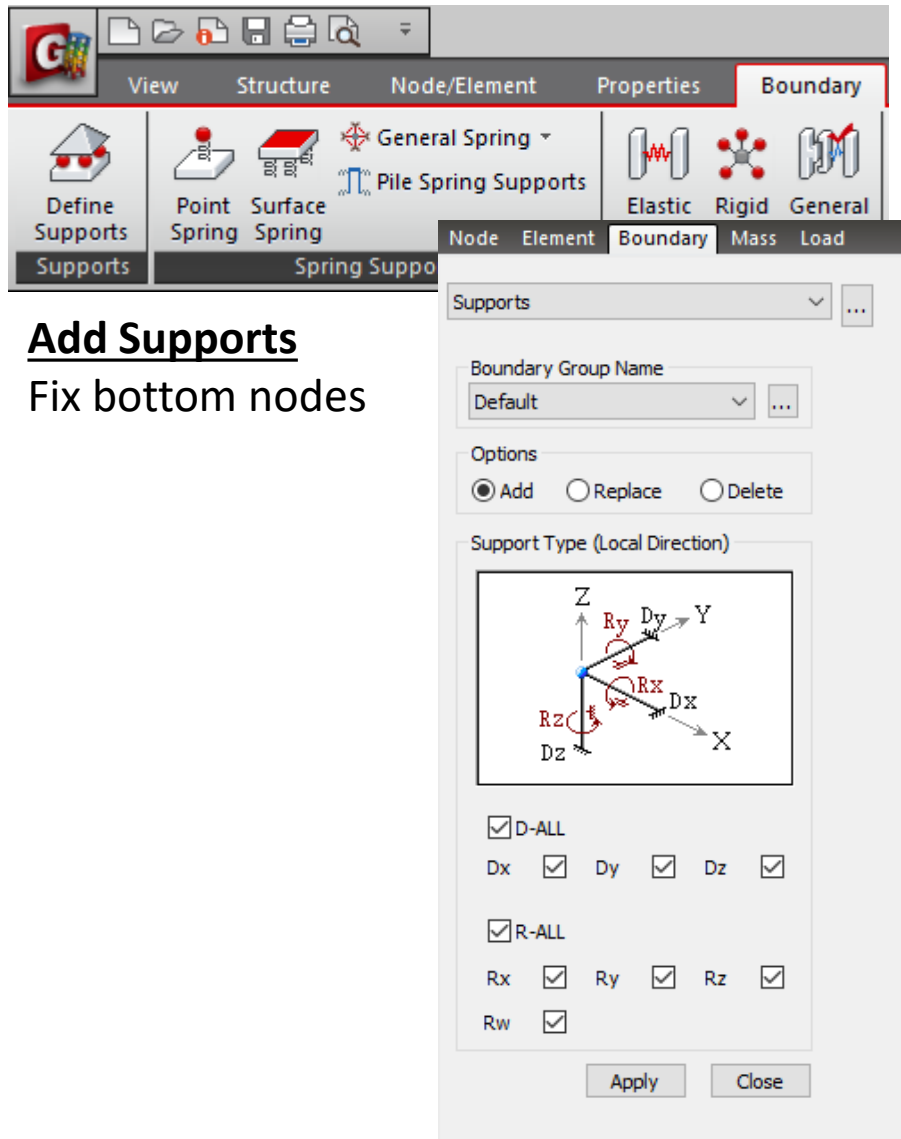 G
View Structure Node/Element Properties Boundary
General Spring
Pile Spring Supports
Define
Supports
Point
Spring
Surface
Spring
Elastic Rigid General
Supports Spring Suppo
Node Element Boundary Mass Load
Supports ...
Add Supports
Fix bottom nodes
Boundary Group Name
Default ...
Options
Add Replace Delete
Support Type (Local Direction)
Z
Ry Dy Y
Rx
Dx
Rz
Dz X
D-ALL
Dx Dy Dz
R-ALL
Rx Ry Rz
Rw
Apply Close